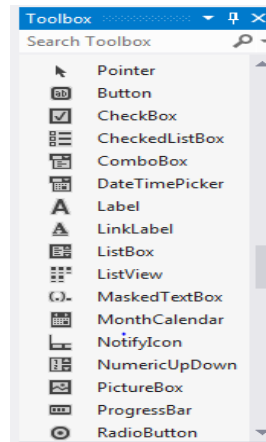 Toolbox
Search Toolbox
Pointer
Button
CheckBox
CheckedListBox
ComboBox
DateTimePicker
Label
LinkLabel
ListBox
ListView
MaskedTextBox
MonthCalendar
NotifyIcon
NumericUpDown
PictureBox
ProgressBar
RadioButton